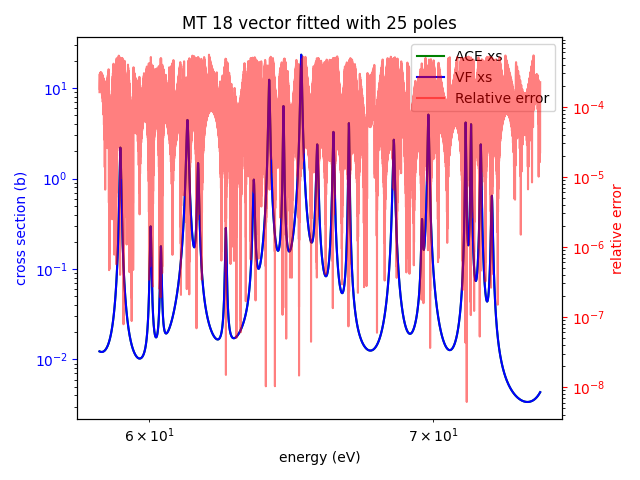 MT 18 vector fitted with 25 poles
ACE xs
VF xs
Relative error
cross section (b)
10¹
10⁰
10⁻¹
10⁻²
10⁻⁴
10⁻⁵
10⁻⁶
10⁻⁷
10⁻⁸
relative error
6 × 10¹
7 × 10¹
energy (eV)